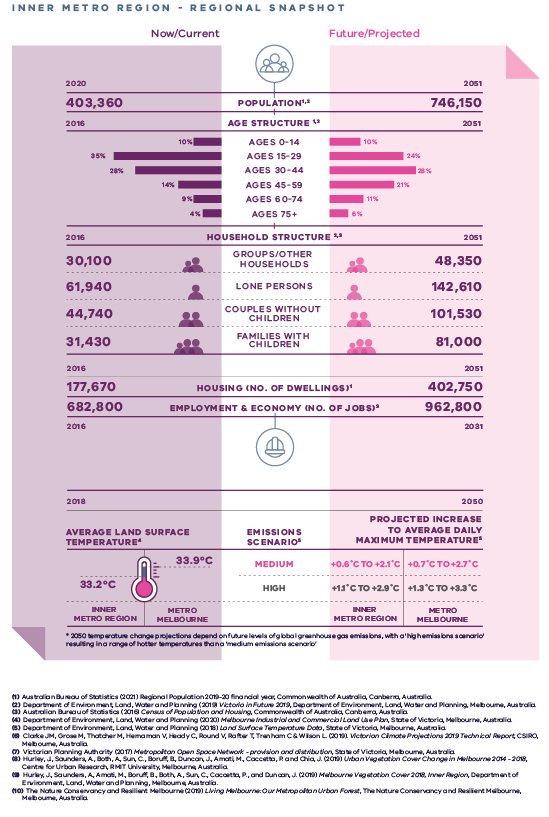 INNER METRO REGION - REGIONAL SNAPSHOT
Now/Current
Future/Projected
2020
2051
403,360
POPULATION¹·²
746,150
2016
AGE STRUCTURE ¹·²
2051
10%
AGES 0-14
10%
35%
AGES 15-29
24%
28%
AGES 30-44
28%
14%
AGES 45-59
21%
9%
AGES 60-74
11%
4%
AGES 75+
6%
2016
HOUSEHOLD STRUCTURE ²·³
2051
30,100
GROUPS/OTHER
HOUSEHOLDS
48,350
61,940
LONE PERSONS
142,610
44,740
COUPLES WITHOUT
CHILDREN
101,530
31,430
FAMILIES WITH
CHILDREN
81,000
2016
2051
177,670
HOUSING (NO. OF DWELLINGS)¹
402,750
682,800
EMPLOYMENT & ECONOMY (NO. OF JOBS)²
962,800
2016
2031
2018
2050
AVERAGE LAND SURFACE
TEMPERATURE⁴
EMISSIONS
SCENARIO⁵
PROJECTED INCREASE
TO AVERAGE DAILY
MAXIMUM TEMPERATURE⁵
33.9°C
33.2°C
MEDIUM
+0.6°C TO +2.1°C
+0.7°C TO +2.7°C
HIGH
+1.1°C TO +2.9°C
+1.3°C TO +3.3°C
INNER
METRO REGION
METRO
MELBOURNE
INNER
METRO REGION
METRO
MELBOURNE
* 2050 temperature change projections depend on future levels of global greenhouse gas emissions, with a 'high emissions scenario'
resulting in a range of hotter temperatures than a 'medium emissions scenario'
(1) Australian Bureau of Statistics (2021) Regional Population 2019-20 financial year, Commonwealth of Australia, Canberra, Australia.
(2) Department of Environment, Land, Water and Planning (2019) Victoria in Future 2019, Department of Environment, Land, Water and Planning, Melbourne, Australia.
(3) Australian Bureau of Statistics (2016) Census of Population and Housing, Commonwealth of Australia, Canberra, Australia.
(4) Department of Environment, Land, Water and Planning (2020) Melbourne Industrial and Commercial Land Use Plan, State of Victoria, Melbourne, Australia.
(5) Department of Environment, Land, Water and Planning (2018) Land Surface Temperature Data, State of Victoria, Melbourne, Australia.
(6) Clarke JM, Grose M, Thatcher M, Hernaman V, Heady C, Round V, Rafter T, Trenham C & Wilson L. (2019). Victorian Climate Projections 2019 Technical Report, CSIRO,
Melbourne, Australia.
(7) Victorian Planning Authority (2017) Metropolitan Open Space Network - provision and distribution, State of Victoria, Melbourne, Australia.
(8) Hurley, J., Saunders, A., Both, A., Sun, C., Boruff, B., Duncan, J., Amati, M., Caccetta, P. and Chia, J. (2019) Urban Vegetation Cover Change in Melbourne 2014 - 2018,
Centre for Urban Research, RMIT University, Melbourne, Australia.
(9) Hurley, J., Saunders, A., Amati, M., Boruff, B., Both, A., Sun, C., Caccetta, P., and Duncan, J. (2019) Melbourne Vegetation Cover 2018, Inner Region, Department of
Environment, Land, Water and Planning, Melbourne, Australia.
(10) The Nature Conservancy and Resilient Melbourne (2019) Living Melbourne: Our Metropolitan Urban Forest, The Nature Conservancy and Resilient Melbourne,
Melbourne, Australia.